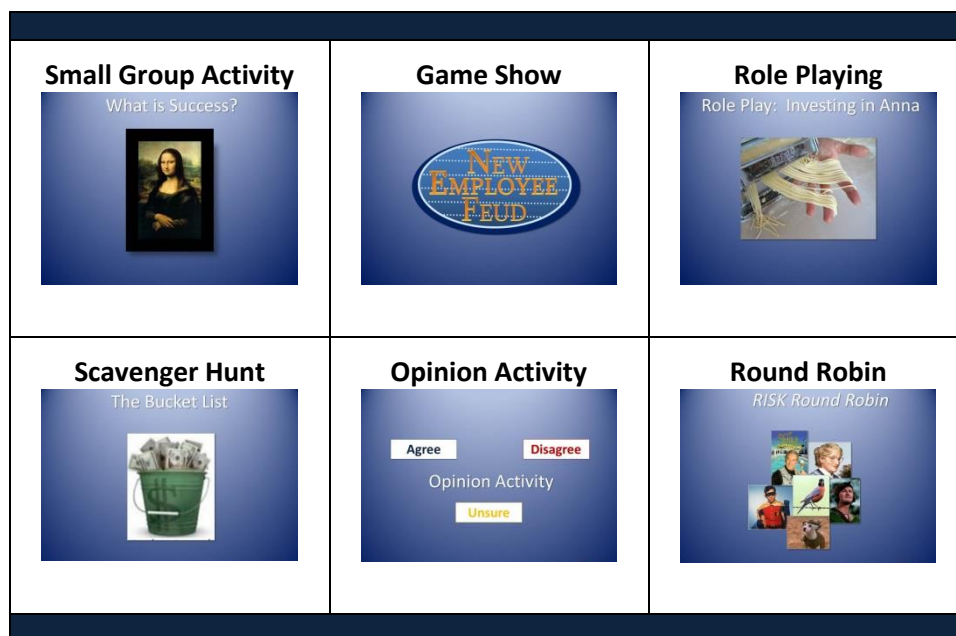 Small Group Activity
What is Success?
Game Show
NEW
EMPLOYEE
FEUD
Role Playing
Role Play: Investing in Anna
Scavenger Hunt
The Bucket List
Opinion Activity
Agree
Disagree
Opinion Activity
Unsure
Round Robin
RISK Round Robin